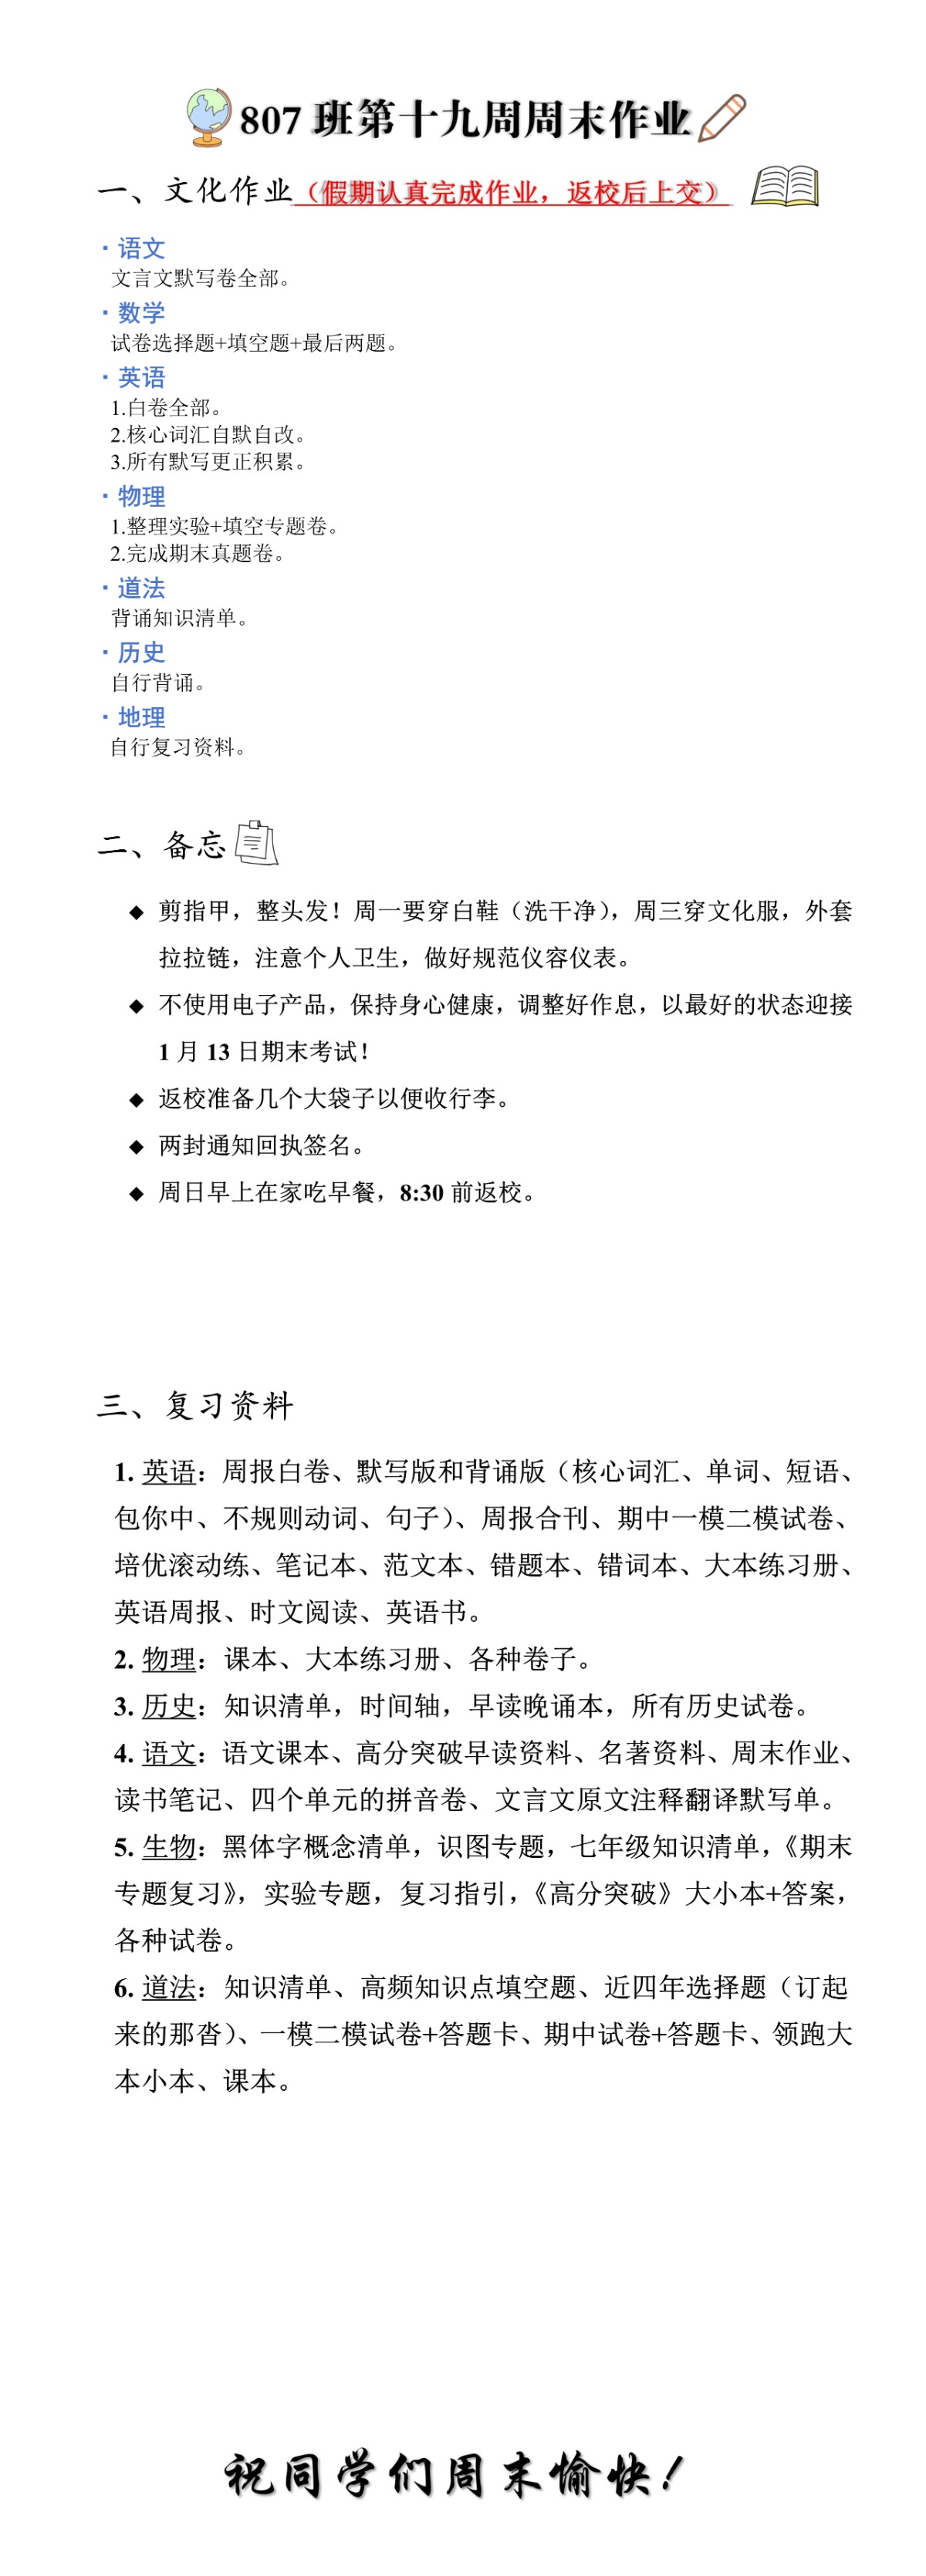 807 班第十九周周末作业
一、文化作业（假期认真完成作业，返校后上交）
· 语文
文言文默写卷全部。
· 数学
试卷选择题+填空题+最后两题。
· 英语
1.白卷全部。
2.核心词汇自默自改。
3.所有默写更正积累。
· 物理
1.整理实验+填空专题卷。
2.完成期末真题卷。
· 道法
背诵知识清单。
· 历史
自行背诵。
· 地理
自行复习资料。
二、备忘
◆ 剪指甲，整头发！周一要穿白鞋（洗干净），周三穿文化服，外套
拉拉链，注意个人卫生，做好规范仪容仪表。
◆ 不使用电子产品，保持身心健康，调整好作息，以最好的状态迎接
1 月 13 日期末考试！
◆ 返校准备几个大袋子以便收行李。
◆ 两封通知回执签名。
◆ 周日早上在家吃早餐，8:30 前返校。
三、复习资料
1. 英语：周报白卷、默写版和背诵版（核心词汇、单词、短语、
包你中、不规则动词、句子）、周报合刊、期中一模二模试卷、
培优滚动练、笔记本、范文本、错题本、错词本、大本练习册、
英语周报、时文阅读、英语书。
2. 物理：课本、大本练习册、各种卷子。
3. 历史：知识清单，时间轴，早读晚诵本，所有历史试卷。
4. 语文：语文课本、高分突破早读资料、名著资料、周末作业、
读书笔记、四个单元的拼音卷、文言文原文注释翻译默写单。
5. 生物：黑体字概念清单，识图专题，七年级知识清单，《期末
专题复习》，实验专题，复习指引，《高分突破》大小本+答案，
各种试卷。
6. 道法：知识清单、高频知识点填空题、近四年选择题（订起
来的那沓）、一模二模试卷+答题卡、期中试卷+答题卡、领跑大
本小本、课本。
祝同学们周末愉快！